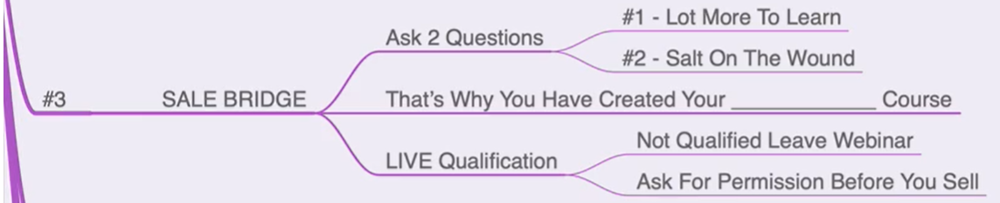 #3
SALE BRIDGE
Ask 2 Questions
#1 - Lot More To Learn
#2 - Salt On The Wound
That’s Why You Have Created Your ____________ Course
LIVE Qualification
Not Qualified Leave Webinar
Ask For Permission Before You Sell